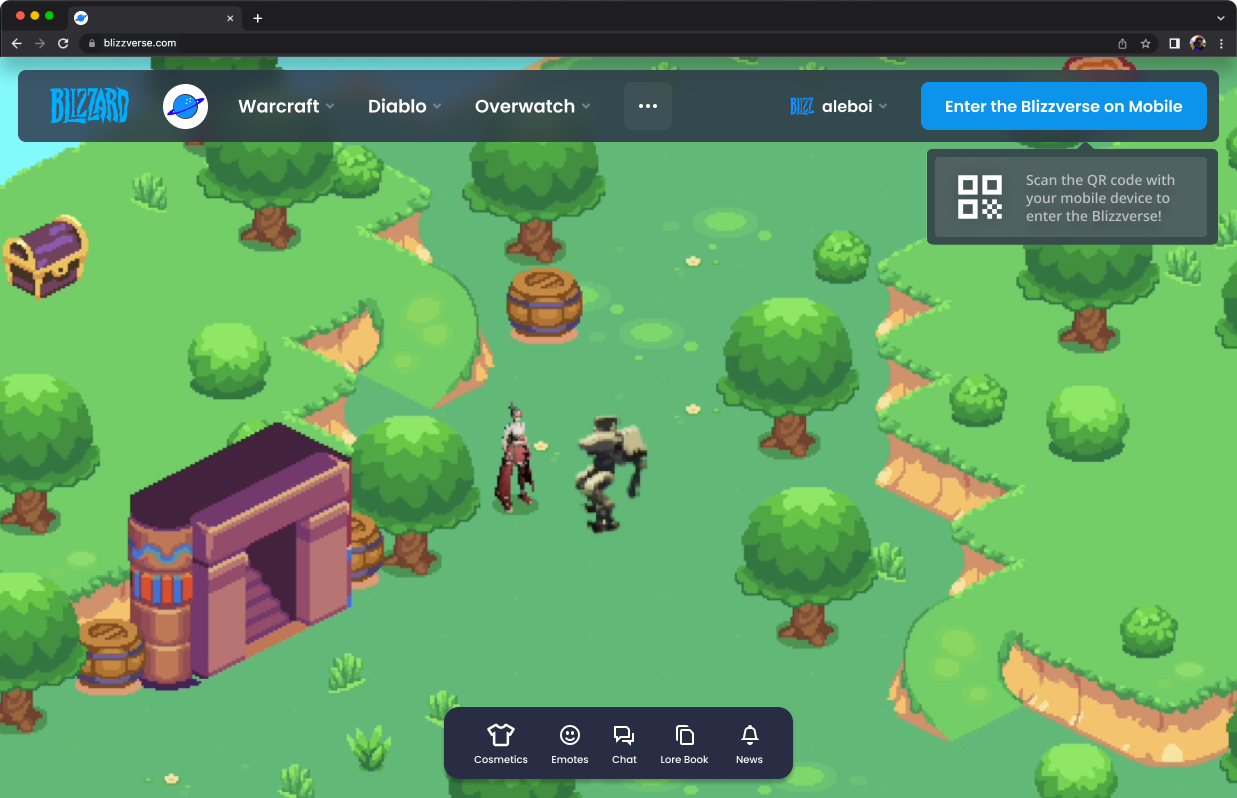 blizzverse.com
BLIZZARD
Warcraft
Diablo
Overwatch
BLIZZ
aleboi
Enter the Blizzverse on Mobile
Scan the QR code with
your mobile device to
enter the Blizzverse!
Cosmetics
Emotes
Chat
Lore Book
News